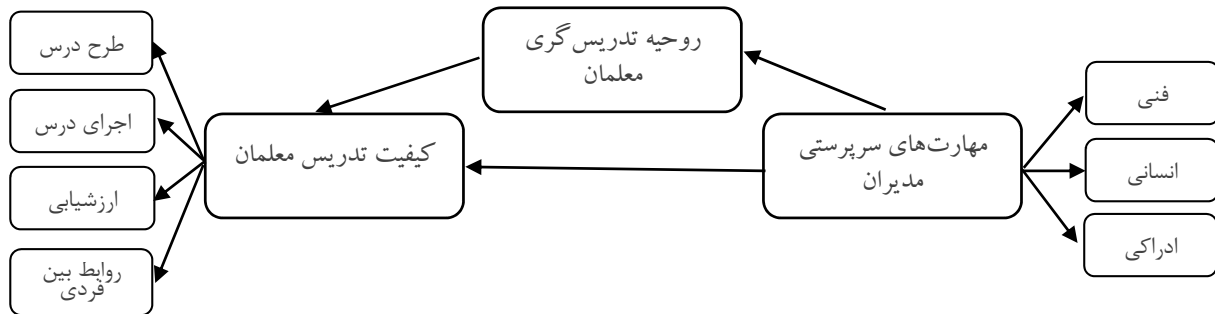 روحیه تدریس‌گری
معلمان
فنی
مهارت‌های سرپرستی
مدیران
انسانی
ادراکی
کیفیت تدریس معلمان
طرح درس
اجرای درس
ارزشیابی
روابط بین
فردی